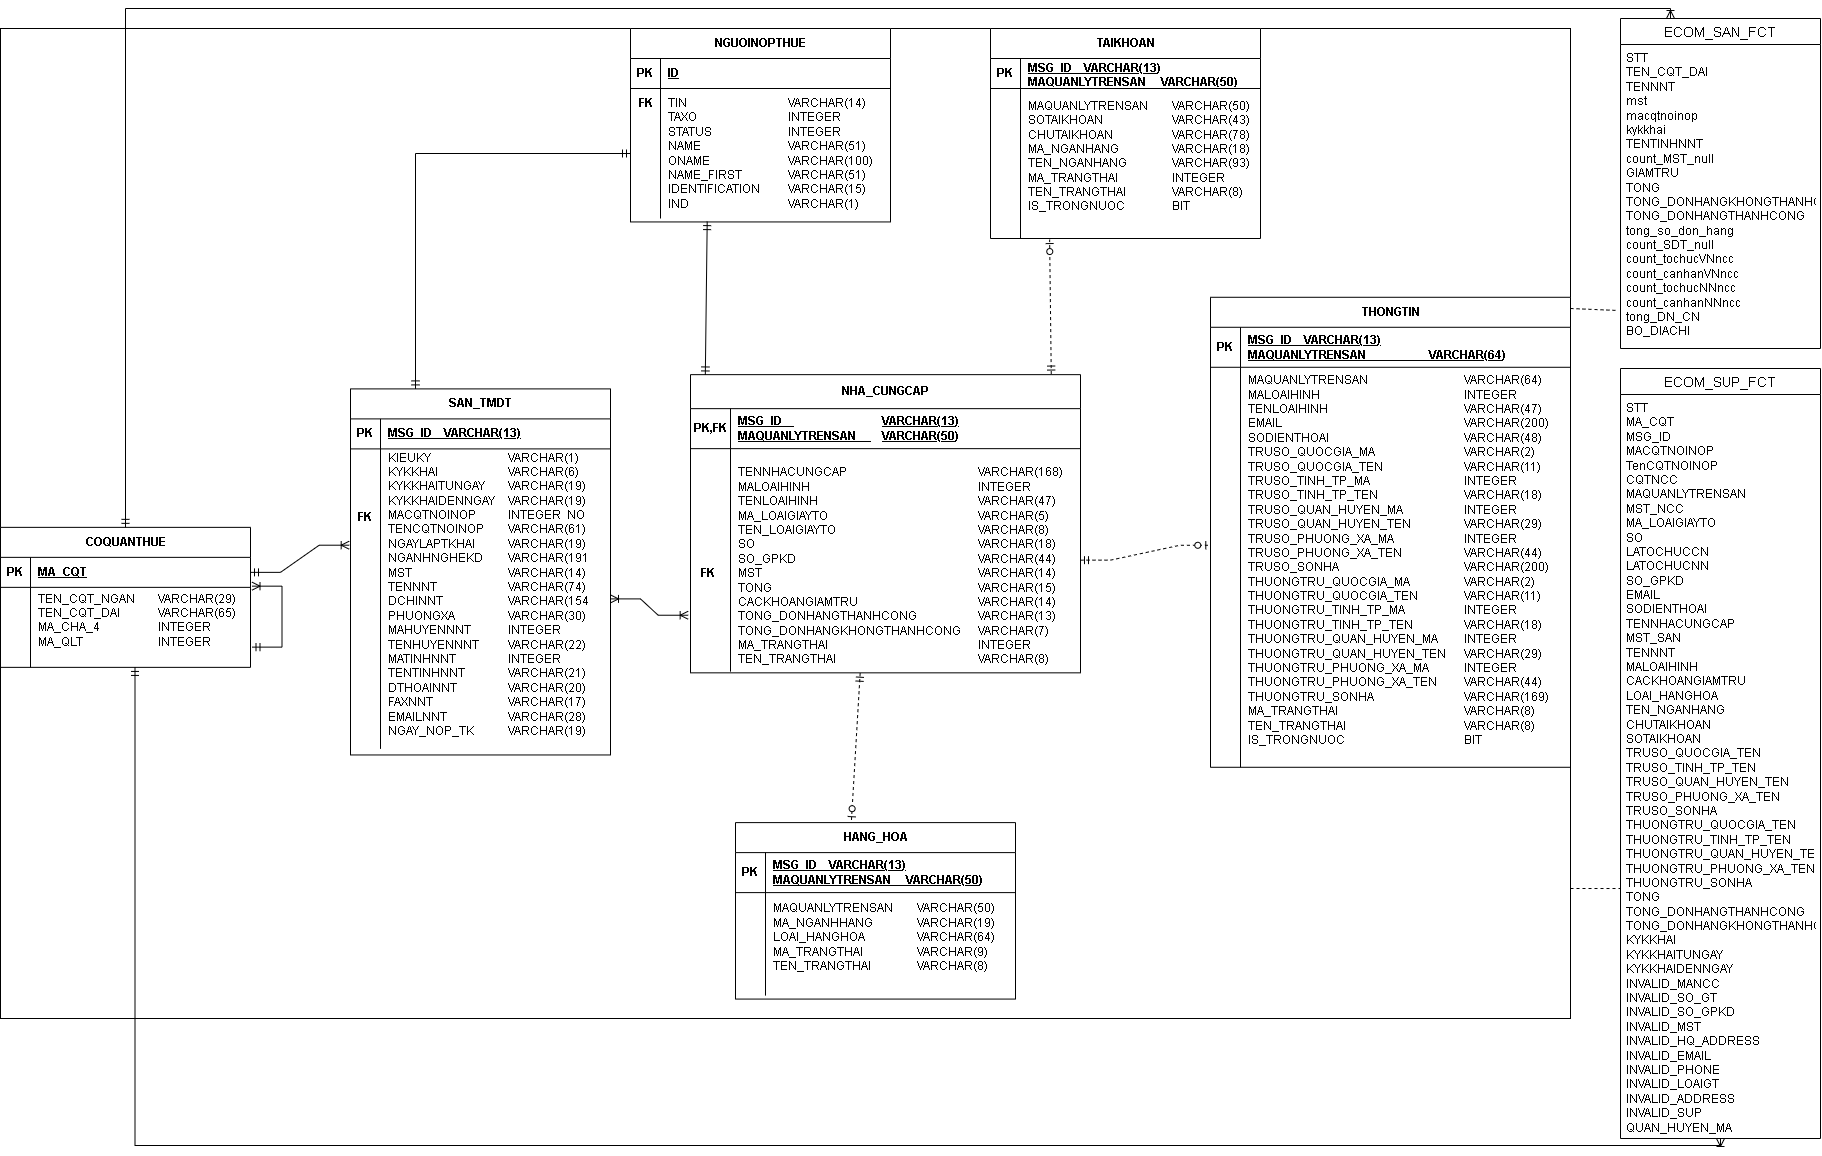 NGUOINOPTHUE
PK ID
FK TIN VARCHAR(14)
TAXO INTEGER
STATUS INTEGER
NAME VARCHAR(51)
ONAME VARCHAR(100)
NAME_FIRST VARCHAR(51)
IDENTIFICATION VARCHAR(15)
IND VARCHAR(1)
TAIKHOAN
PK MSG_ID VARCHAR(13)
MAQUANLYTRENSAN VARCHAR(50)
MAQUANLYTRENSAN VARCHAR(50)
SOTAIKHOAN VARCHAR(43)
CHUTAIKHOAN VARCHAR(78)
MA_NGANHANG VARCHAR(18)
TEN_NGANHANG VARCHAR(93)
MA_TRANGTHAI INTEGER
TEN_TRANGTHAI VARCHAR(8)
IS_TRONGNUOC BIT
ECOM_SAN_FCT
STT
TEN_CQT_DAI
TENNNT
mst
macqtnoinop
kykkhai
TENTINHNNT
count_MST_null
GIAMTRU
TONG
TONG_DONHANGKHONGTHANH
TONG_DONHANGTHANHCONG
tong_so_don_hang
count_SDT_null
count_tochucVNncc
count_canhanVNncc
count_tochucNNncc
count_canhanNNncc
tong_DN_CN
BO_DIACHI
THONGTIN
PK MSG_ID VARCHAR(13)
MAQUANLYTRENSAN VARCHAR(64)
MAQUANLYTRENSAN VARCHAR(64)
MALOAIHINH INTEGER
TENLOAIHINH VARCHAR(47)
EMAIL VARCHAR(200)
SODIENTHOAI VARCHAR(48)
TRUSO_QUOCGIA_MA VARCHAR(2)
TRUSO_QUOCGIA_TEN VARCHAR(11)
TRUSO_TINH_TP_MA INTEGER
TRUSO_TINH_TP_TEN VARCHAR(18)
TRUSO_QUAN_HUYEN_MA INTEGER
TRUSO_QUAN_HUYEN_TEN VARCHAR(29)
TRUSO_PHUONG_XA_MA INTEGER
TRUSO_PHUONG_XA_TEN VARCHAR(44)
TRUSO_SONHA VARCHAR(200)
THUONGTRU_QUOCGIA_MA VARCHAR(2)
THUONGTRU_QUOCGIA_TEN VARCHAR(11)
THUONGTRU_TINH_TP_MA INTEGER
THUONGTRU_TINH_TP_TEN VARCHAR(18)
THUONGTRU_QUAN_HUYEN_MA INTEGER
THUONGTRU_QUAN_HUYEN_TEN VARCHAR(29)
THUONGTRU_PHUONG_XA_MA INTEGER
THUONGTRU_PHUONG_XA_TEN VARCHAR(44)
THUONGTRU_SONHA VARCHAR(169)
MA_TRANGTHAI VARCHAR(8)
TEN_TRANGTHAI VARCHAR(8)
IS_TRONGNUOC BIT
SAN_TMDT
PK MSG_ID VARCHAR(13)
KIEUKY VARCHAR(1)
KYKKHAI VARCHAR(6)
KYKKHAITUNGAY VARCHAR(19)
KYKKHAIDENNGAY VARCHAR(19)
FK MACQTNOINOP INTEGER NO
TENCQTNOINOP VARCHAR(61)
NGAYLAPTKHAI VARCHAR(19)
NGANHNGHEKD VARCHAR(191
MST VARCHAR(14)
TENNNT VARCHAR(74)
DCHINNT VARCHAR(154
PHUONGXA VARCHAR(30)
MAHUYENNNT INTEGER
TENHUYENNNT VARCHAR(22)
MATINHNNT INTEGER
TENTINHNNT VARCHAR(21)
DTHOAINNT VARCHAR(20)
FAXNNT VARCHAR(17)
EMAILNNT VARCHAR(28)
NGAY_NOP_TK VARCHAR(19)
NHA_CUNGCAP
PK,FK MSG_ID VARCHAR(13)
MAQUANLYTRENSAN VARCHAR(50)
TENNHACUNGCAP VARCHAR(168)
MALOAIHINH INTEGER
TENLOAIHINH VARCHAR(47)
MA_LOAIGIAYTO VARCHAR(5)
TEN_LOAIGIAYTO VARCHAR(8)
SO VARCHAR(18)
SO_GPKD VARCHAR(44)
FK MST VARCHAR(14)
TONG VARCHAR(15)
CACKHOANGIAMTRU VARCHAR(14)
TONG_DONHANGTHANHCONG VARCHAR(13)
TONG_DONHANGKHONGTHANHCONG VARCHAR(7)
MA_TRANGTHAI INTEGER
TEN_TRANGTHAI VARCHAR(8)
COQUANTHUE
PK MA_CQT
TEN_CQT_NGAN VARCHAR(29)
TEN_CQT_DAI VARCHAR(65)
MA_CHA_4 INTEGER
MA_QLT INTEGER
HANG_HOA
PK MSG_ID VARCHAR(13)
MAQUANLYTRENSAN VARCHAR(50)
MAQUANLYTRENSAN VARCHAR(50)
MA_NGANHHANG VARCHAR(19)
LOAI_HANGHOA VARCHAR(64)
MA_TRANGTHAI VARCHAR(9)
TEN_TRANGTHAI VARCHAR(8)
ECOM_SUP_FCT
STT
MA_CQT
MSG_ID
MACQTNOINOP
TenCQTNOINOP
CQTNCC
MAQUANLYTRENSAN
MST_NCC
MA_LOAIGIAYTO
SO
LATOCHUCCN
LATOCHUCNN
SO_GPKD
EMAIL
SODIENTHOAI
TENNHACUNGCAP
MST_SAN
TENNNT
MALOAIHINH
CACKHOANGIAMTRU
LOAI_HANGHOA
TEN_NGANHANG
CHUTAIKHOAN
SOTAIKHOAN
TRUSO_QUOCGIA_TEN
TRUSO_TINH_TP_TEN
TRUSO_QUAN_HUYEN_TEN
TRUSO_PHUONG_XA_TEN
TRUSO_SONHA
THUONGTRU_QUOCGIA_TEN
THUONGTRU_TINH_TP_TEN
THUONGTRU_QUAN_HUYEN_TE
THUONGTRU_PHUONG_XA_TEN
THUONGTRU_SONHA
TONG
TONG_DONHANGTHANHCONG
TONG_DONHANGKHONGTHANH
KYKKHAI
KYKKHAITUNGAY
KYKKHAIDENNGAY
INVALID_MANCC
INVALID_SO_GT
INVALID_SO_GPKD
INVALID_MST
INVALID_HQ_ADDRESS
INVALID_EMAIL
INVALID_PHONE
INVALID_LOAIGT
INVALID_ADDRESS
INVALID_SUP
QUAN_HUYEN_MA